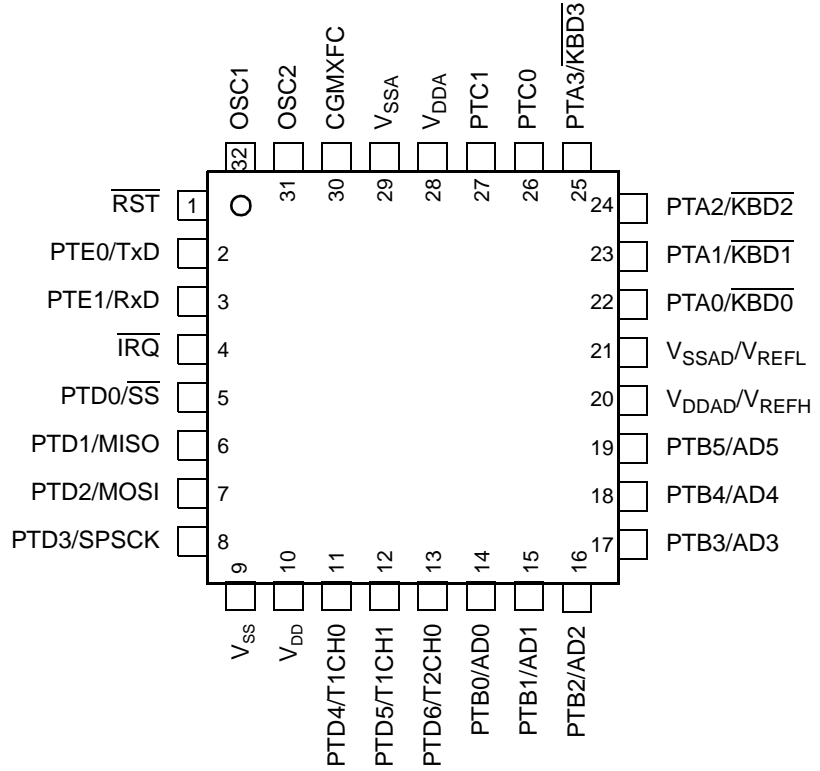 OSC1
OSC2
CGMXFC
VSSA
VDDA
PTC1
PTC0
PTA3/KBD3
32
31
30
29
28
27
26
25
RST
1
PTE0/TxD
2
PTE1/RxD
3
IRQ
4
PTD0/SS
5
PTD1/MISO
6
PTD2/MOSI
7
PTD3/SPSCK
8
24
PTA2/KBD2
23
PTA1/KBD1
22
PTA0/KBD0
21
VSSAD/VREFL
20
VDDAD/VREFH
19
PTB5/AD5
18
PTB4/AD4
17
PTB3/AD3
9
10
11
12
13
14
15
16
VSS
VDD
PTD4/T1CH0
PTD5/T1CH1
PTD6/T2CH0
PTB0/AD0
PTB1/AD1
PTB2/AD2